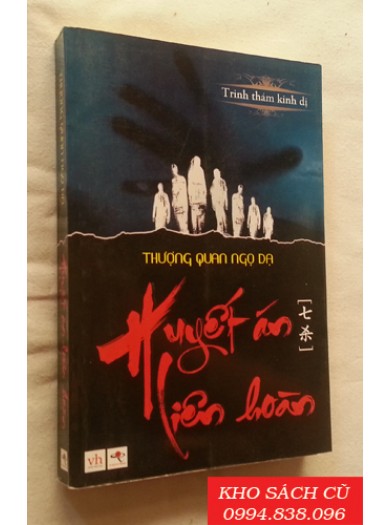 Trinh thám kinh dị
THƯỢNG QUAN NGỌ DẠ
Huyết án
[七杀]
liên hoàn
vh
KHO SÁCH CŨ
0994.838.096